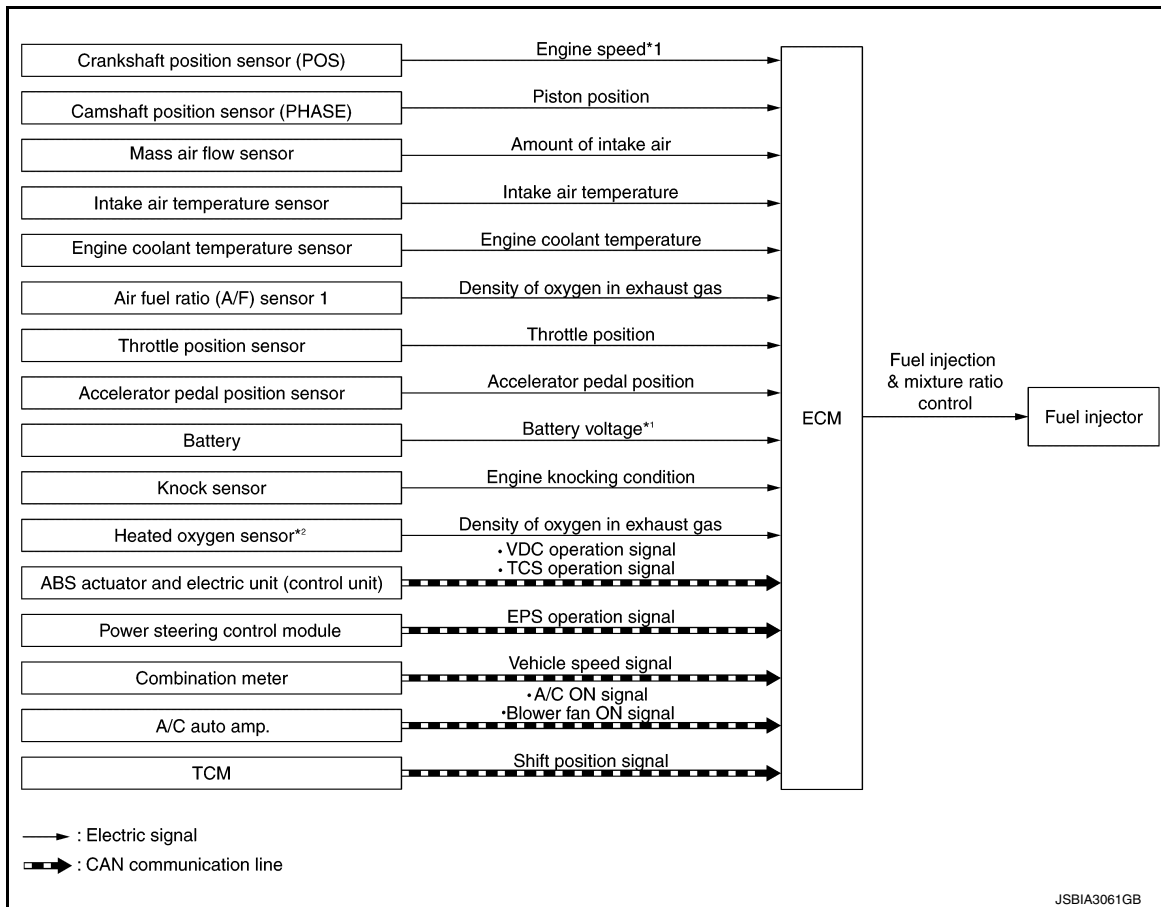 Crankshaft position sensor (POS)
Engine speed*1
Camshaft position sensor (PHASE)
Piston position
Mass air flow sensor
Amount of intake air
Intake air temperature sensor
Intake air temperature
Engine coolant temperature sensor
Engine coolant temperature
Air fuel ratio (A/F) sensor 1
Density of oxygen in exhaust gas
Throttle position sensor
Throttle position
Accelerator pedal position sensor
Accelerator pedal position
Battery
Battery voltage*1
Knock sensor
Engine knocking condition
Heated oxygen sensor*2
Density of oxygen in exhaust gas
ABS actuator and electric unit (control unit)
• VDC operation signal
• TCS operation signal
Power steering control module
EPS operation signal
Combination meter
Vehicle speed signal
A/C auto amp.
• A/C ON signal
• Blower fan ON signal
TCM
Shift position signal
ECM
Fuel injection
& mixture ratio
control
Fuel injector
: Electric signal
: CAN communication line
JSBIA3061GB